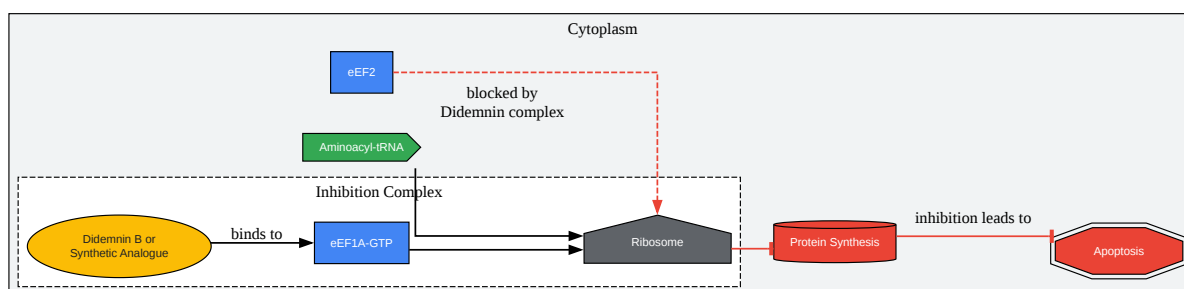 Cytoplasm
eEF2
blocked by
Didemnin complex
Aminoacyl-tRNA
Inhibition Complex
Didemnin B or
Synthetic Analogue
binds to
eEF1A-GTP
Ribosome
Protein Synthesis
inhibition leads to
Apoptosis